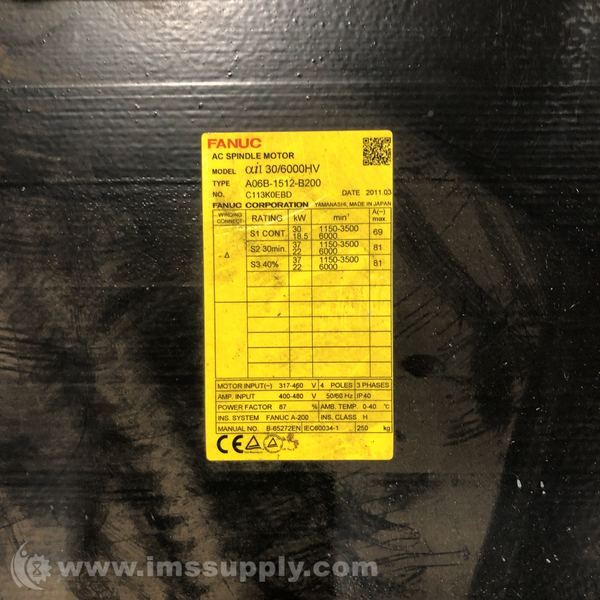 FANUC
AC SPINDLE MOTOR
MODEL αiI 30/6000HV
TYPE A06B-1512-B200
NO. C113K0EBD DATE 2011.03
FANUC CORPORATION YAMANASHI, MADE IN JAPAN
WINDING CONNECT. RATING kW min⁻¹ A(~) max
S1 CONT. 30 1150-3500 69
18.5 6000
Δ S2 30min. 37 1150-3500 81
22 6000
S3 40% 37 1150-3500 81
22 6000
MOTOR INPUT(~) 317-460 V 4 POLES 3 PHASES
AMP. INPUT 400-480 V 50/60 Hz IP40
POWER FACTOR 87 % AMB. TEMP. 0-40 ℃
INS. SYSTEM FANUC A-200 INS. CLASS H
MANUAL NO. B-65272EN IEC60034-1 250 kg
CE
www.imssupply.com